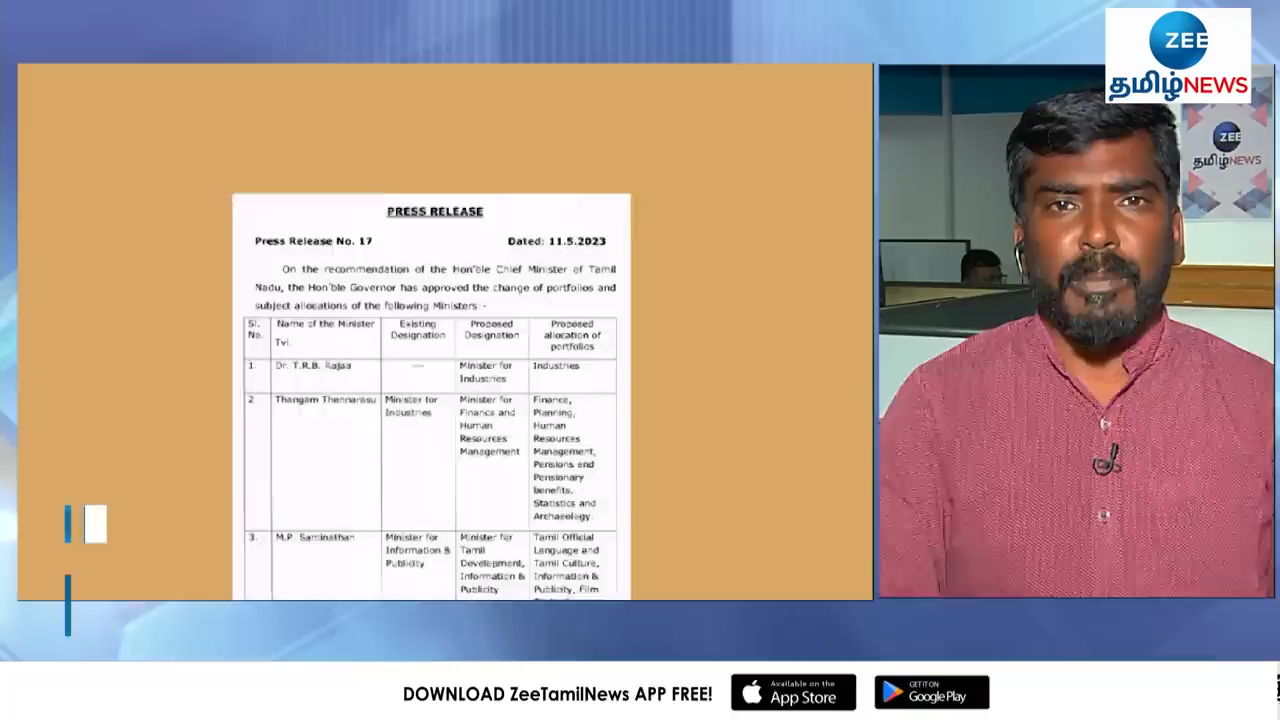 ZEE
தமிழ்NEWS
ZEE
தமிழ்NEWS
PRESS RELEASE
Press Release No. 17 Dated: 11.5.2023
On the recommendation of the Hon'ble Chief Minister of Tamil
Nadu, the Hon'ble Governor has approved the change of portfolios and
subject allocations of the following Ministers:-
Sl. No. Name of the Minister Tvl. Existing Designation Proposed Designation Proposed allocation of portfolios
1. Dr. T.R.B. Rajaa --- Minister for Industries Industries
2 Thangam Thennarasu Minister for Industries Minister for Finance and Human Resources Management Finance, Planning, Human Resources Management, Pensions and Pensionary benefits, Statistics and Archaeology.
3. M.P. Saminathan Minister for Information & Publicity Minister for Tamil Development, Information & Publicity Tamil Official Language and Tamil Culture, Information & Publicity, Film
DOWNLOAD ZeeTamilNews APP FREE!
Available on the
App Store
GET IT ON
Google Play